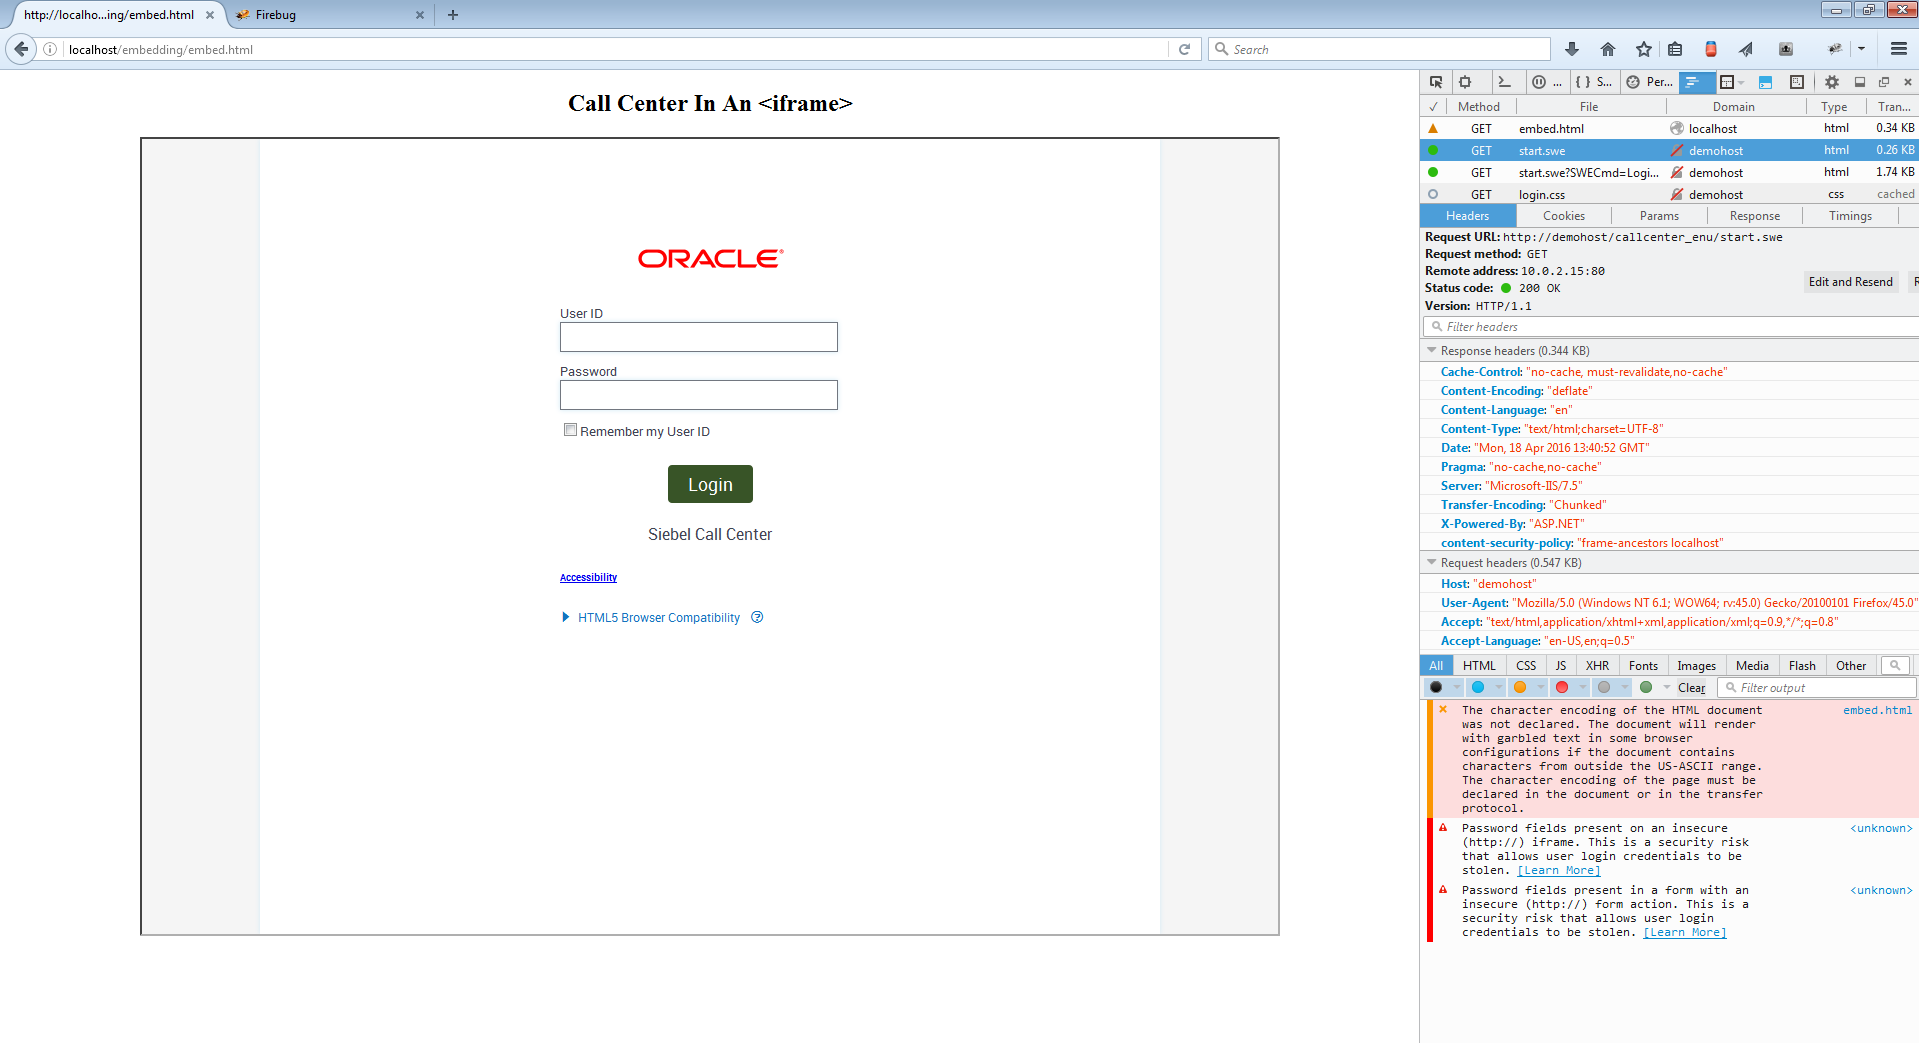 http://localho...ing/embed.html
Firebug
localhost/embedding/embed.html
Search
Call Center In An <iframe>
ORACLE
User ID
Password
Remember my User ID
Login
Siebel Call Center
Accessibility
HTML5 Browser Compatibility
...
{ } S...
Per...
✓ Method File Domain Type Tran...
GET embed.html localhost html 0.34 KB
GET start.swe demohost html 0.26 KB
GET start.swe?SWECmd=Logi... demohost html 1.74 KB
GET login.css demohost css cached
Headers Cookies Params Response Timings
Request URL: http://demohost/callcenter_enu/start.swe
Request method: GET
Remote address: 10.0.2.15:80
Edit and Resend R
Status code: 200 OK
Version: HTTP/1.1
Filter headers
Response headers (0.344 KB)
Cache-Control: "no-cache, must-revalidate,no-cache"
Content-Encoding: "deflate"
Content-Language: "en"
Content-Type: "text/html;charset=UTF-8"
Date: "Mon, 18 Apr 2016 13:40:52 GMT"
Pragma: "no-cache,no-cache"
Server: "Microsoft-IIS/7.5"
Transfer-Encoding: "Chunked"
X-Powered-By: "ASP.NET"
content-security-policy: "frame-ancestors localhost"
Request headers (0.547 KB)
Host: "demohost"
User-Agent: "Mozilla/5.0 (Windows NT 6.1; WOW64; rv:45.0) Gecko/20100101 Firefox/45.0"
Accept: "text/html,application/xhtml+xml,application/xml;q=0.9,*/*;q=0.8"
Accept-Language: "en-US,en;q=0.5"
All HTML CSS JS XHR Fonts Images Media Flash Other
Clear Filter output
The character encoding of the HTML document embed.html
was not declared. The document will render
with garbled text in some browser
configurations if the document contains
characters from outside the US-ASCII range.
The character encoding of the page must be
declared in the document or in the transfer
protocol.
Password fields present on an insecure <unknown>
(http://) iframe. This is a security risk
that allows user login credentials to be
stolen. [Learn More]
Password fields present in a form with an <unknown>
insecure (http://) form action. This is a
security risk that allows user login
credentials to be stolen. [Learn More]